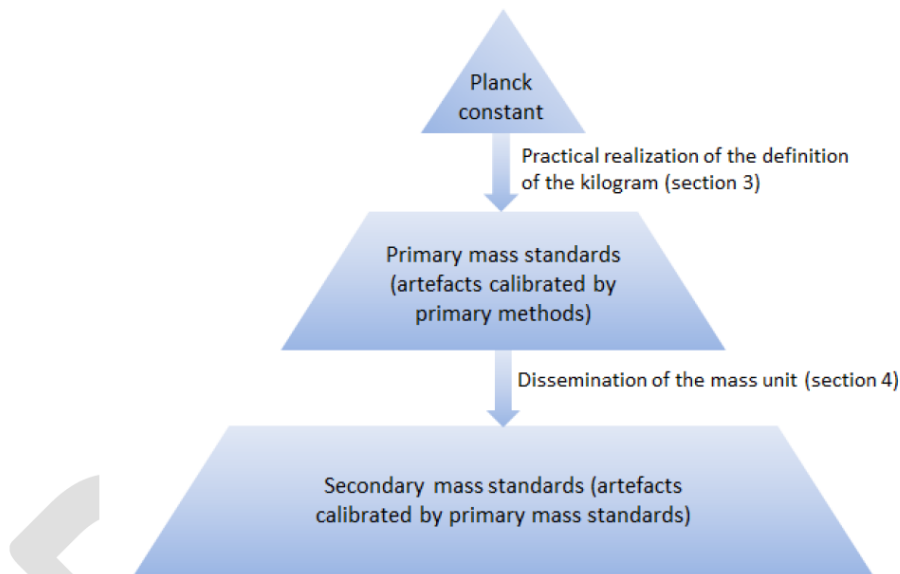 Planck
constant
Practical realization of the definition
of the kilogram (section 3)
Primary mass standards
(artefacts calibrated by
primary methods)
Dissemination of the mass unit (section 4)
Secondary mass standards (artefacts
calibrated by primary mass standards)